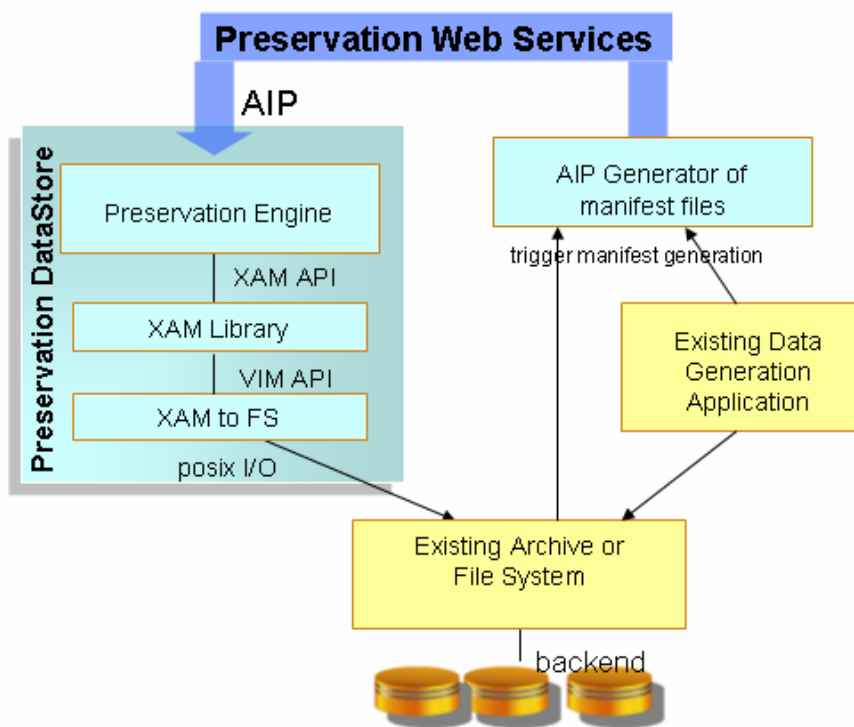 Preservation Web Services
AIP
Preservation DataStore
Preservation Engine
XAM API
XAM Library
VIM API
XAM to FS
posix I/O
AIP Generator of
manifest files
trigger manifest generation
Existing Data
Generation
Application
Existing Archive or
File System
backend